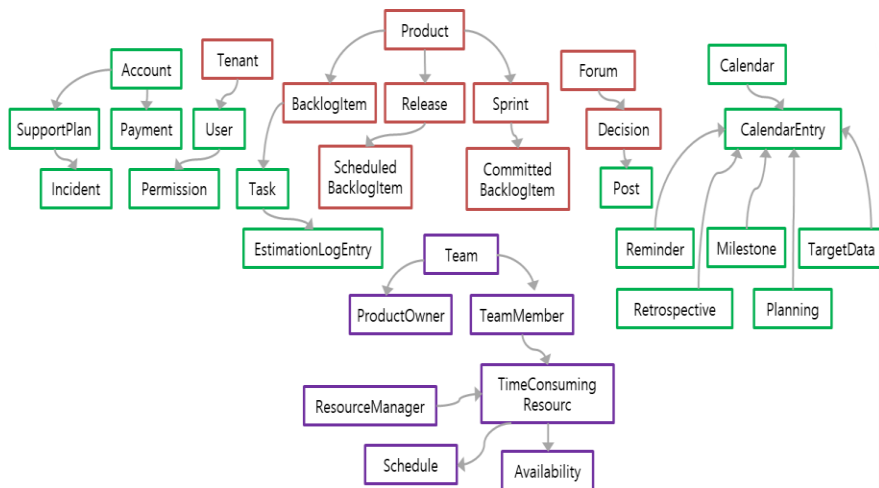 Product
Account
Tenant
Forum
Calendar
BacklogItem
Release
Sprint
SupportPlan
Payment
User
Decision
CalendarEntry
Scheduled
BacklogItem
Committed
BacklogItem
Incident
Permission
Task
Post
EstimationLogEntry
Team
Reminder
Milestone
TargetData
ProductOwner
TeamMember
Retrospective
Planning
TimeConsuming
Resourc
ResourceManager
Schedule
Availability